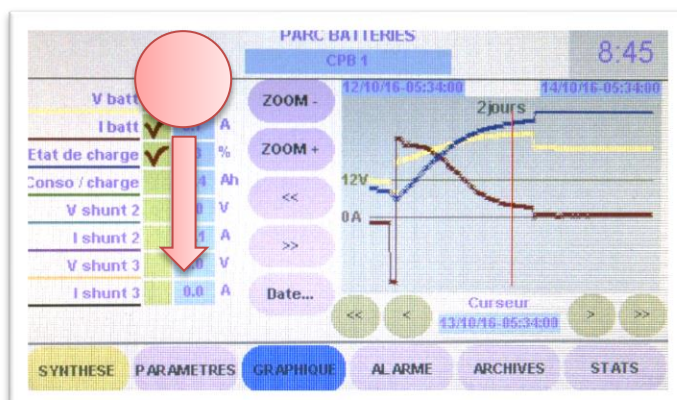 PARC BATTERIES
CPB 1
8:45
V batt
I batt A
Etat de charge %
Conso / charge Ah
V shunt 2 V
I shunt 2 A
V shunt 3 V
I shunt 3 0.0 A
ZOOM -
ZOOM +
<<
>>
Date...
12/10/16-05:34:00 14/10/16-05:34:00
2jours
12V
0A
<< < Curseur > >>
13/10/16-05:34:00
SYNTHESE PARAMETRES GRAPHIQUE ALARME ARCHIVES STATS